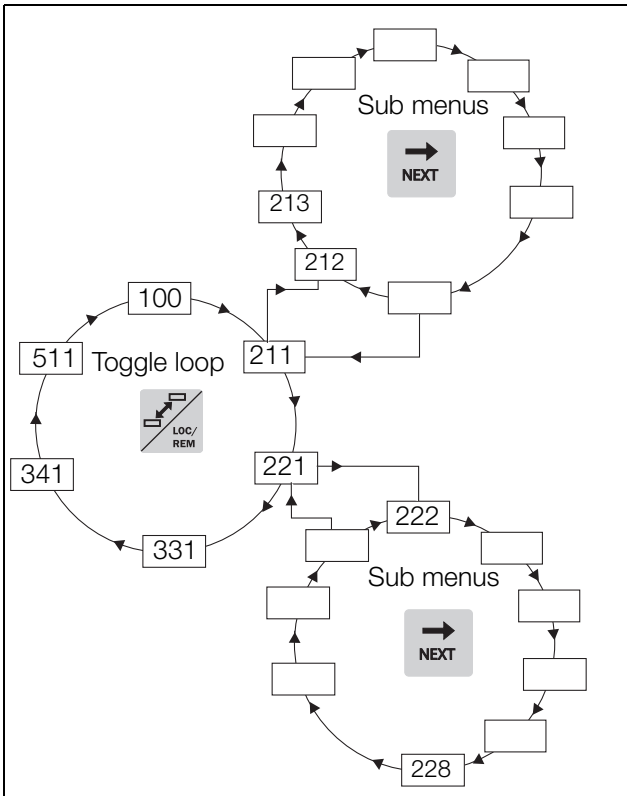 Sub menus
NEXT
213
212
100
511
Toggle loop
211
LOC/
REM
341
221
331
222
Sub menus
NEXT
228